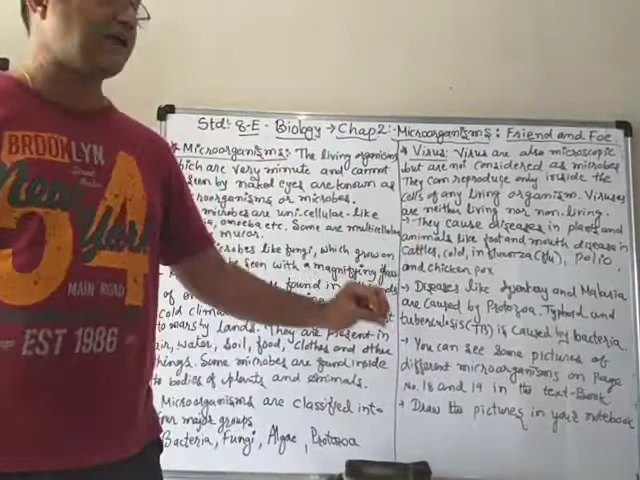 BROOKLYN
New York
54
MAIN ROAD
EST 1986
Std: 8-E Biology → Chap 2: Microorganisms: Friend and Foe
* Microorganisms: The living organisms
which are very minute and cannot
seen by naked eyes are known as
microorganisms or microbes.
microbes are uni-cellular like
amoeba etc. Some are multicellular
mucor.
microbes like fungi, which grow on
be seen with a magnifying glass
found in
of
cold
to marshy lands. They are present in
air, water, soil, food, clothes and other
things. Some microbes are found inside
to bodies of plants and animals.
Microorganisms are classified into
four major groups
Bacteria, Fungi, Algae, Protozoa
* Virus: Virus are also microscopic
but are not considered as microbes
They can reproduce only inside the
cells of any living organism. Viruses
are neither living nor non-living.
→ They cause diseases in plants and
animals like foot and mouth disease in
cattles, cold, influenza (flu), polio,
and chicken pox
→ Diseases like dysentery and Malaria
are caused by Protozoa. Typhoid and
tuberculosis (TB) is caused by bacteria.
→ You can see some pictures of
different microorganisms on page
No. 18 and 19 in the text-Book
→ Draw the pictures in your notebook